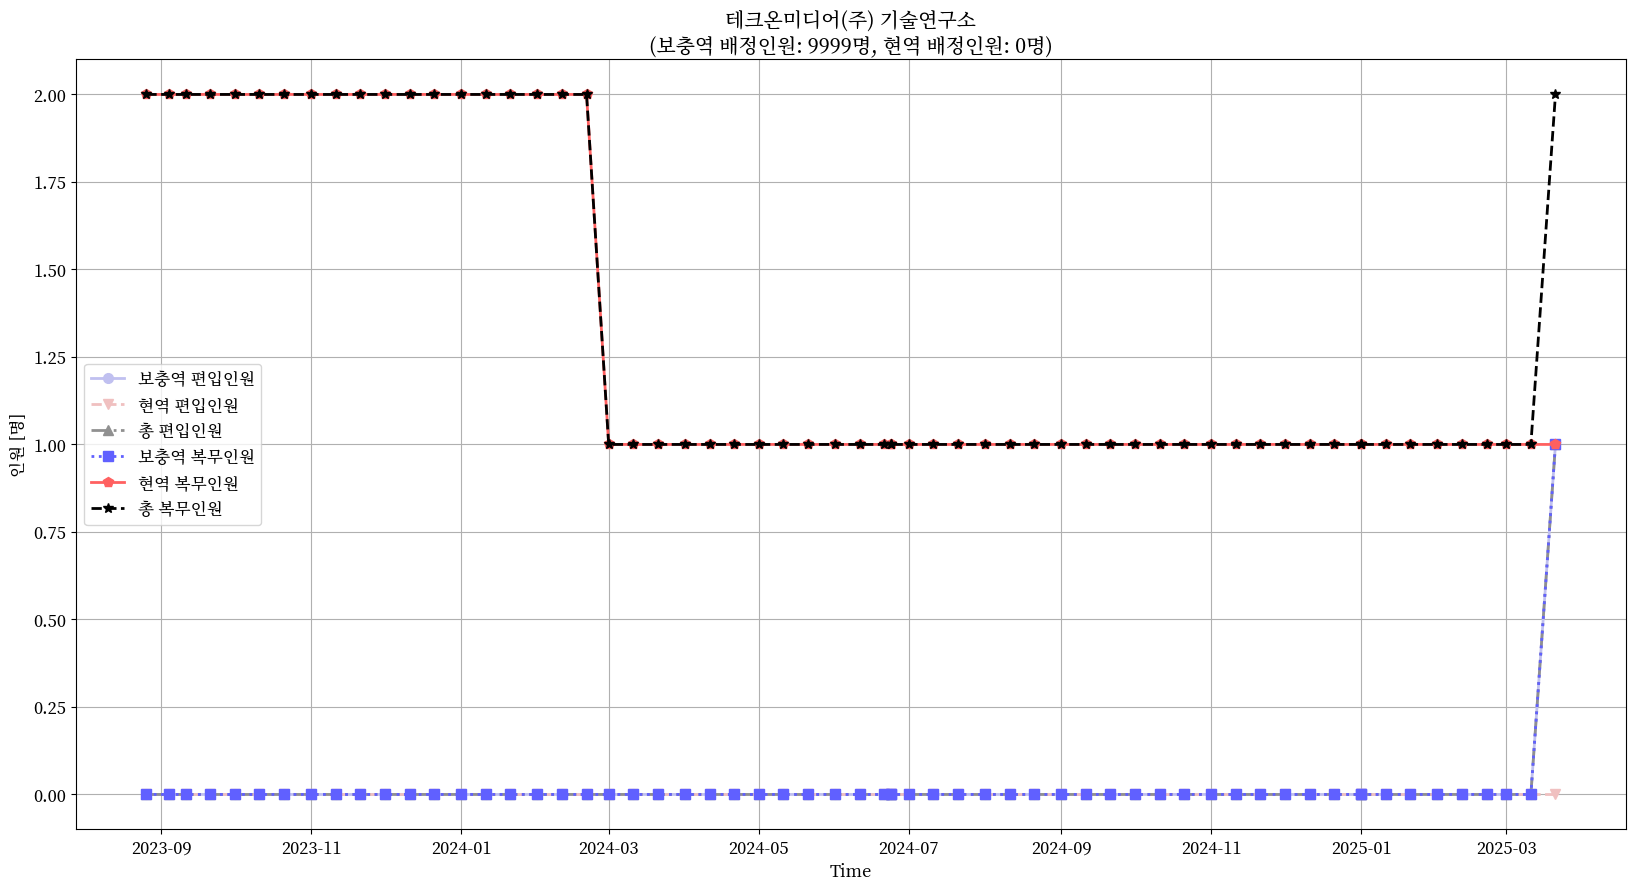 테크온미디어(주) 기술연구소
(보충역 배정인원: 9999명, 현역 배정인원: 0명)
인원 [명]
2.00
1.75
1.50
1.25
1.00
0.75
0.50
0.25
0.00
보충역 편입인원
현역 편입인원
총 편입인원
보충역 복무인원
현역 복무인원
총 복무인원
2023-09 2023-11 2024-01 2024-03 2024-05 2024-07 2024-09 2024-11 2025-01 2025-03
Time